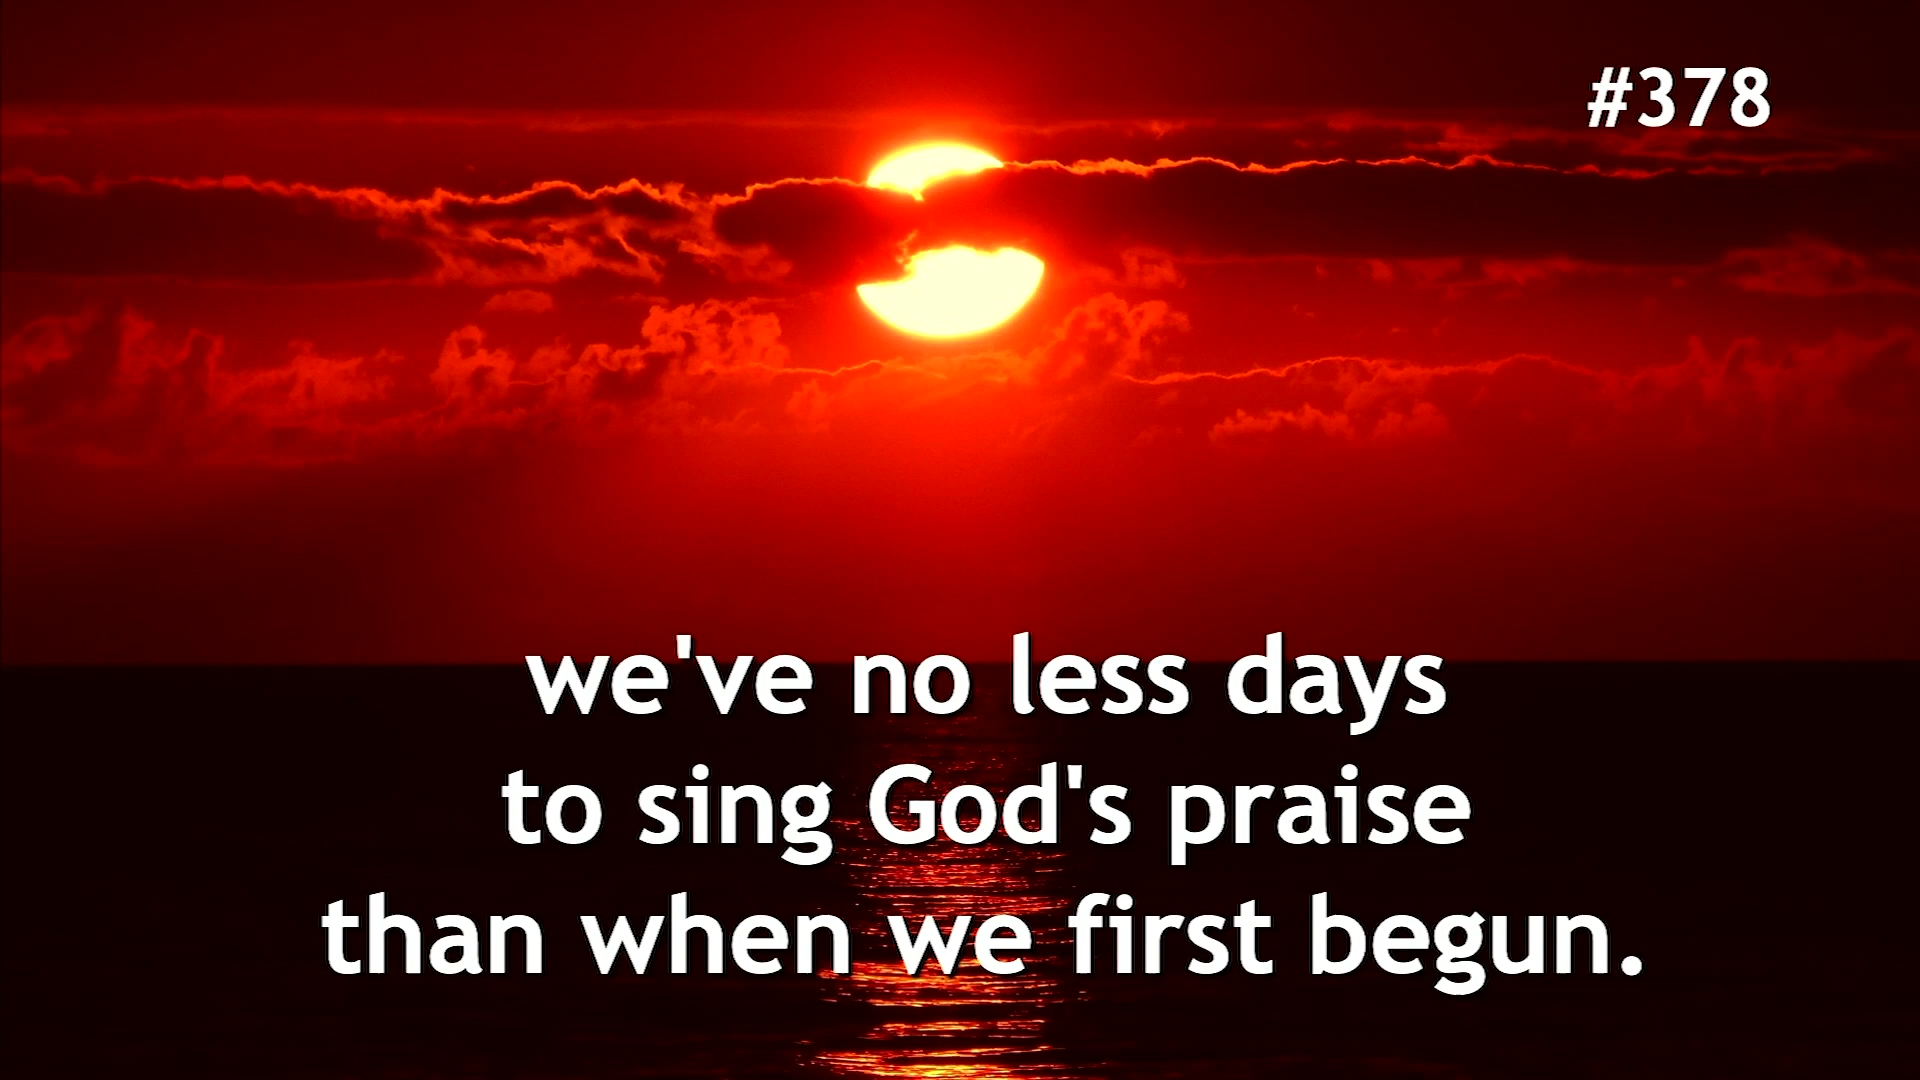 #378
we've no less days
to sing God's praise
than when we first begun.